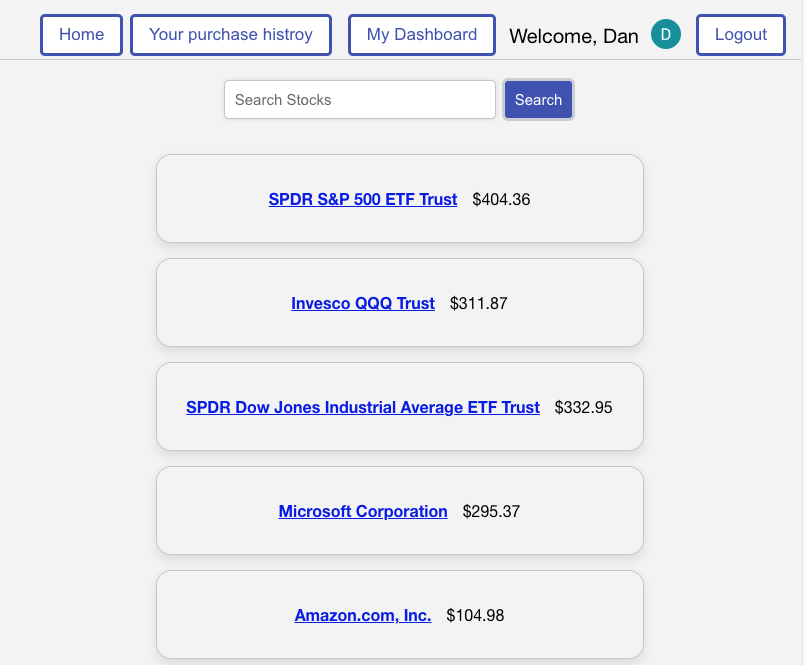 Home Your purchase histroy My Dashboard Welcome, Dan D Logout
Search Stocks Search
SPDR S&P 500 ETF Trust $404.36
Invesco QQQ Trust $311.87
SPDR Dow Jones Industrial Average ETF Trust $332.95
Microsoft Corporation $295.37
Amazon.com, Inc. $104.98